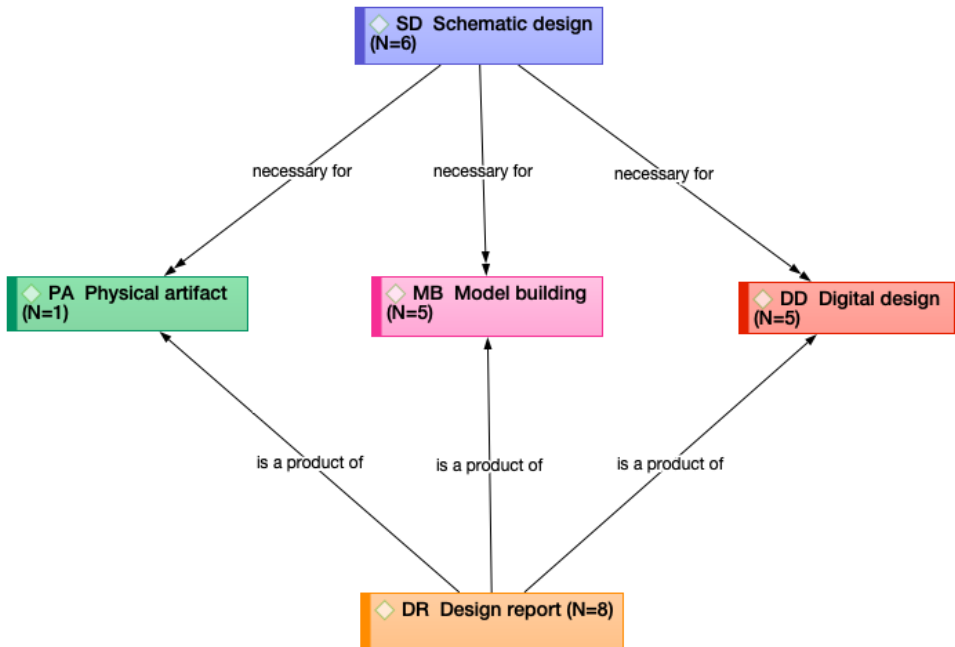 SD Schematic design
(N=6)
necessary for
necessary for
necessary for
PA Physical artifact
(N=1)
MB Model building
(N=5)
DD Digital design
(N=5)
is a product of
is a product of
is a product of
DR Design report (N=8)